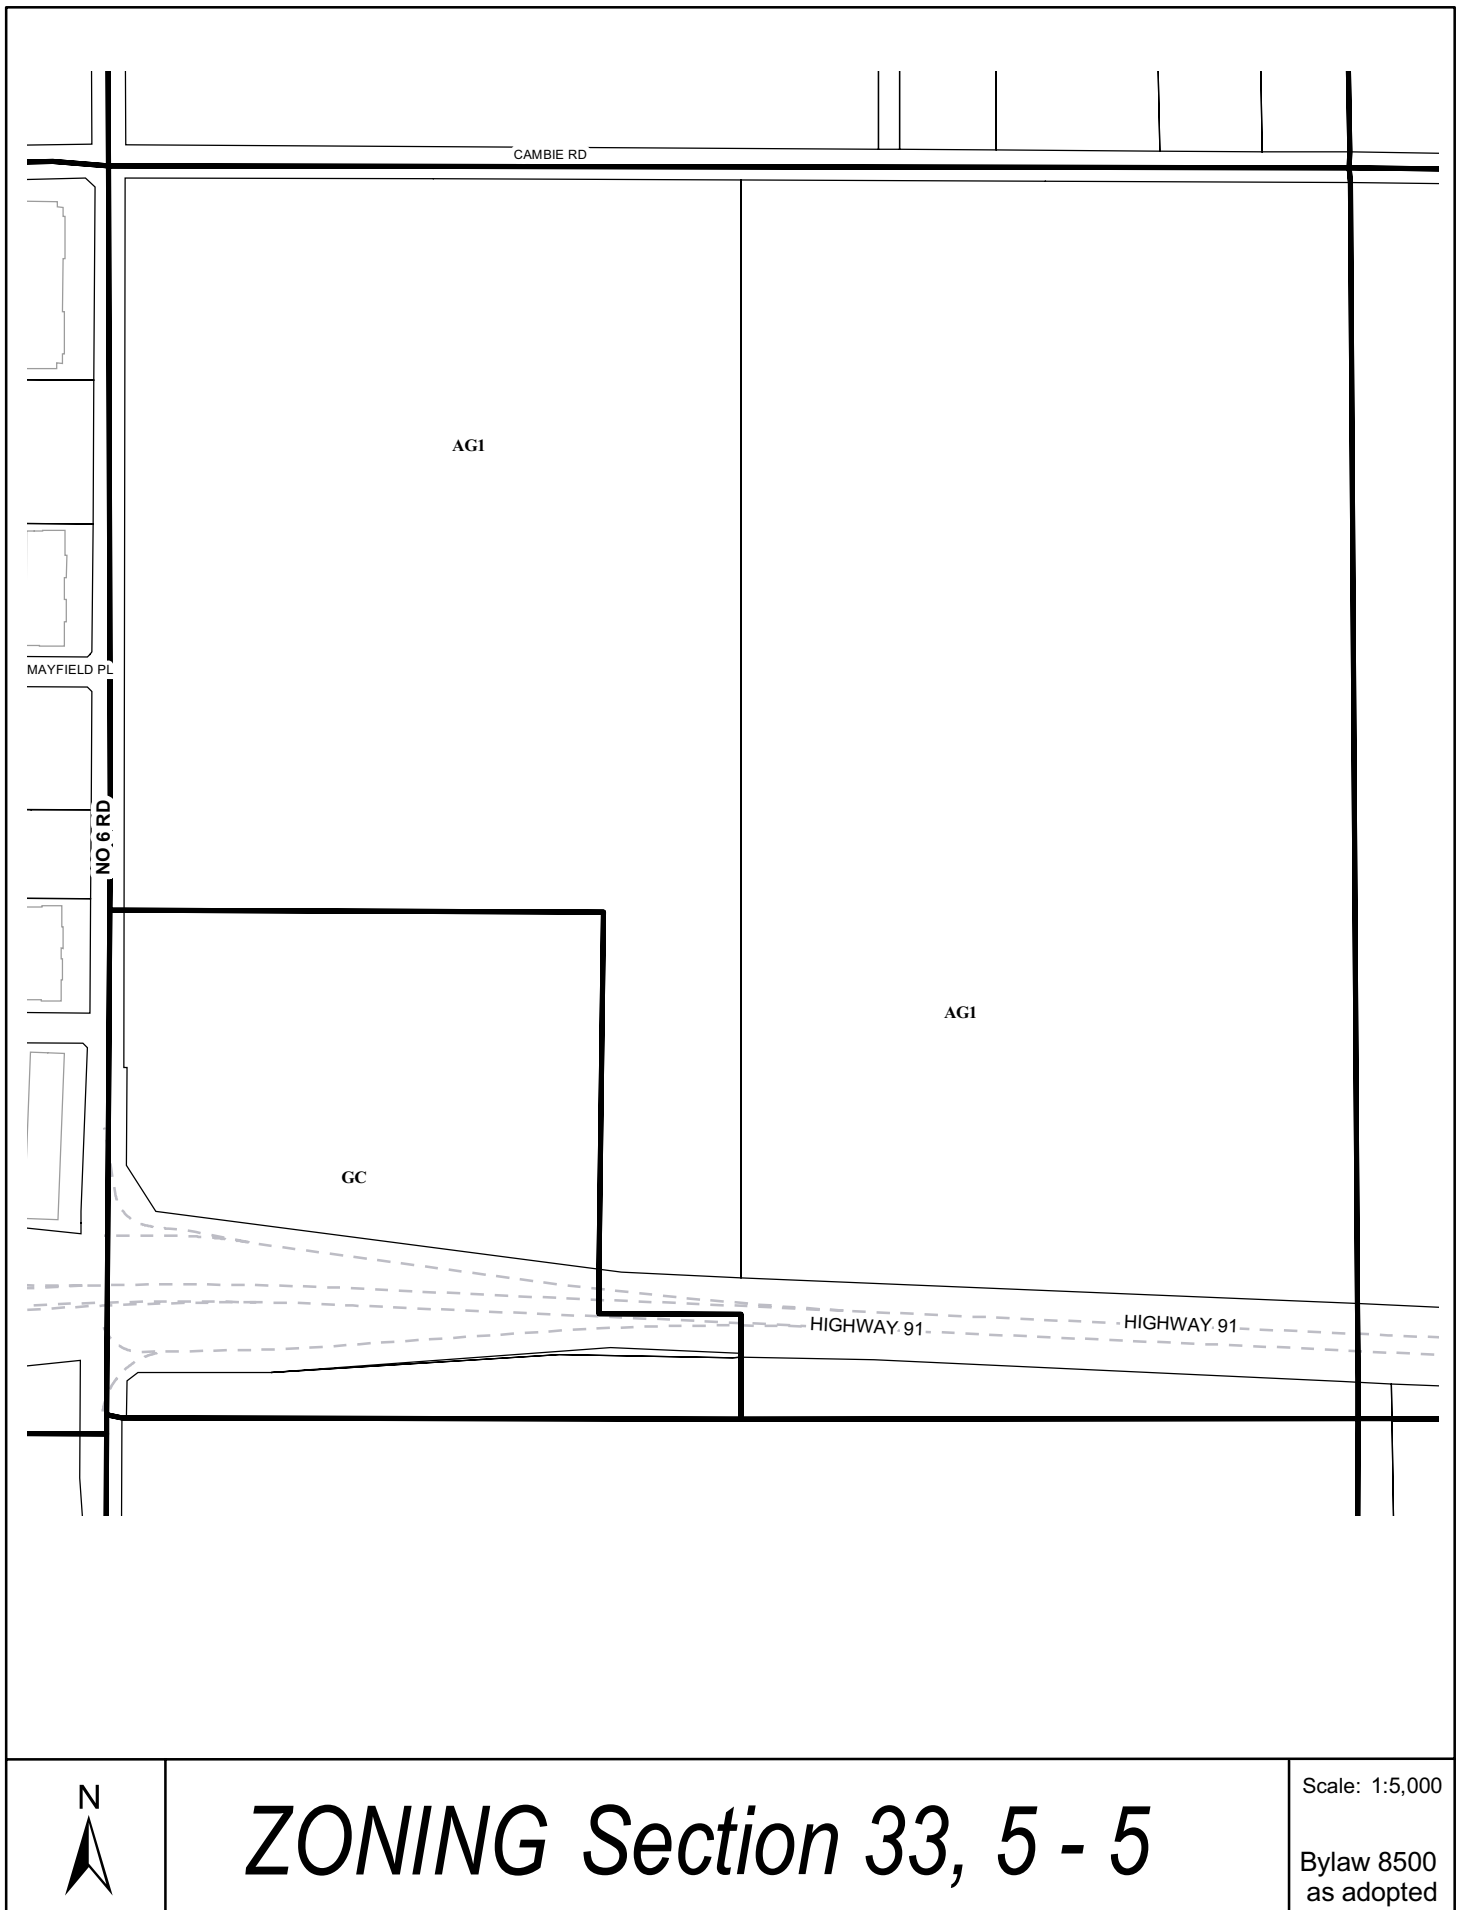 CAMBIE RD
AG1
MAYFIELD PL
NO 6 RD
AG1
GC
HIGHWAY 91
HIGHWAY 91
N
ZONING Section 33, 5 - 5
Scale: 1:5,000
Bylaw 8500
as adopted